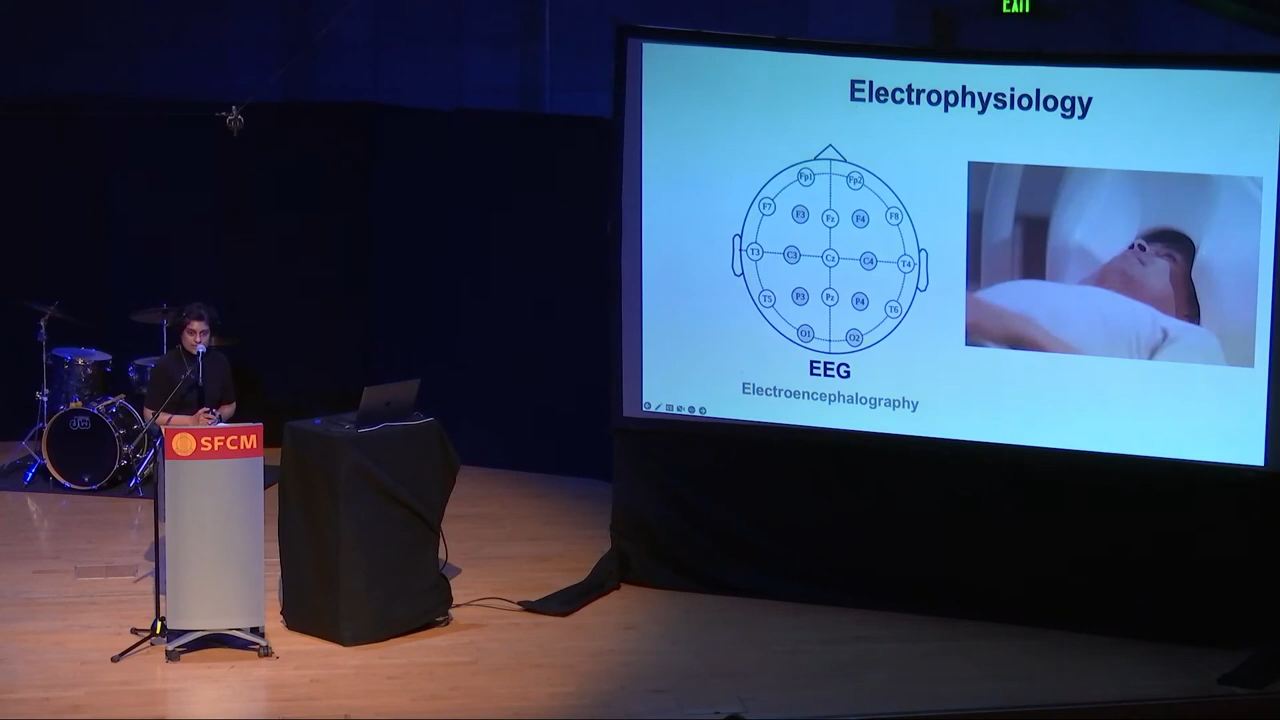 EXIT
Electrophysiology
Fp1 Fp2
F7 F3 Fz F4 F8
T3 C3 Cz C4 T4
T5 P3 Pz P4 T6
O1 O2
EEG
Electroencephalography
SFCM